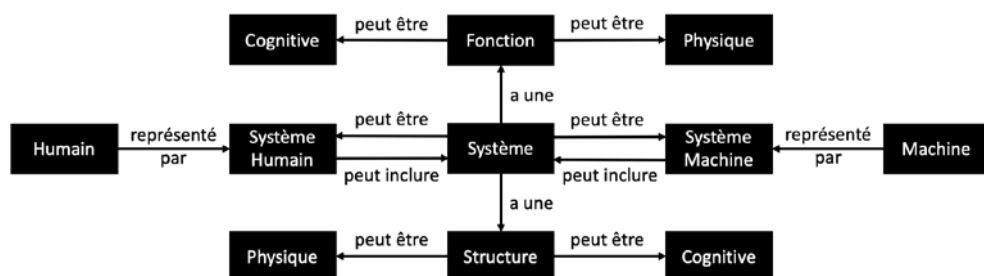 Cognitive
peut être
Fonction
peut être
Physique
a une
Humain
représenté
par
Système
Humain
peut être
peut inclure
Système
peut être
peut inclure
Système
Machine
représenté
par
Machine
a une
Physique
peut être
Structure
peut être
Cognitive